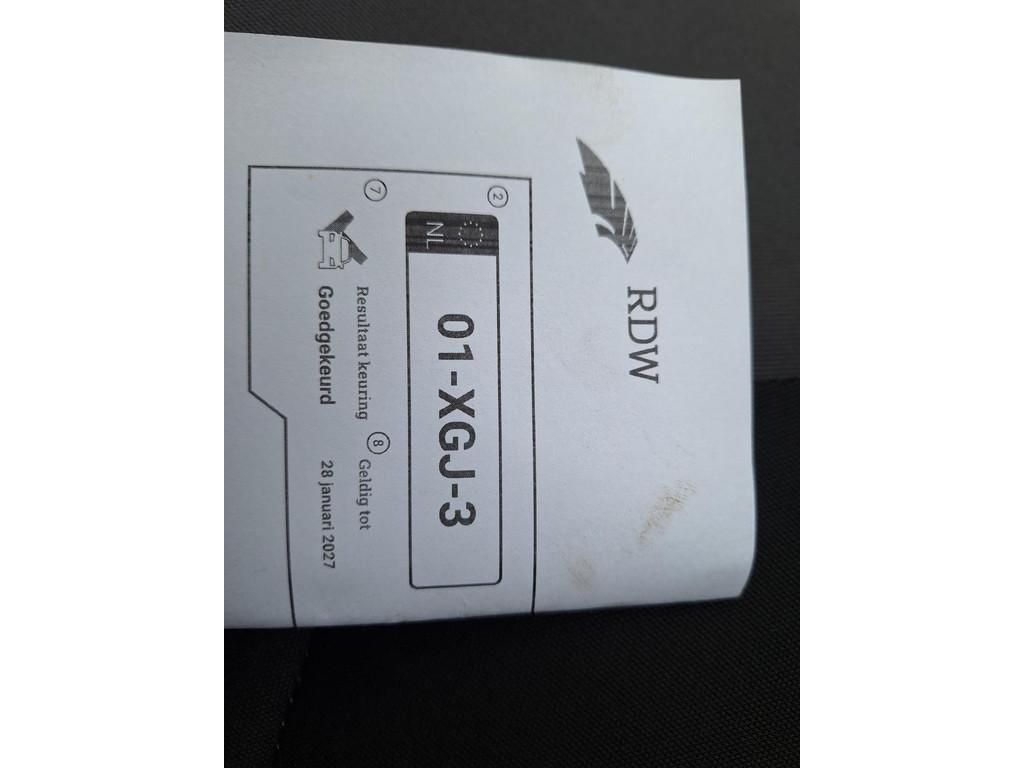 RDW
2
NL
01-XGJ-3
7 Resultaat keuring
Goedgekeurd
8 Geldig tot
28 januari 2027